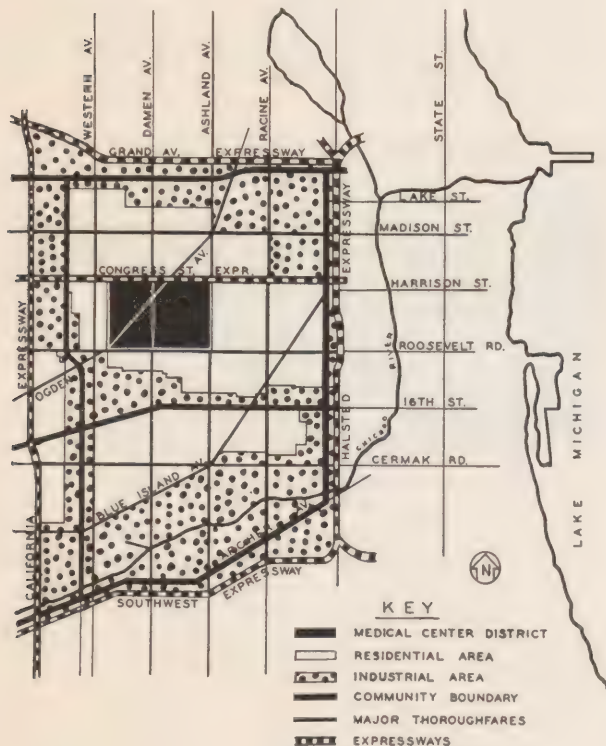 WESTERN AV.
DAMEN AV.
ASHLAND AV.
RACINE AV.
STATE ST.
GRAND AV. EXPRESSWAY
LAKE ST.
MADISON ST.
EXPRESSWAY
AV.
CONGRESS ST. EXPR.
HARRISON ST.
RIVER
ROOSEVELT RD.
EXPRESSWAY
OGDEN
16TH ST.
HALSTED
CHICAGO
CERMAK RD.
LAKE MICHIGAN
BLUE ISLAND AV.
ARCHER AV.
CALIFORNIA
SOUTHWEST EXPRESSWAY
N
KEY
MEDICAL CENTER DISTRICT
RESIDENTIAL AREA
INDUSTRIAL AREA
COMMUNITY BOUNDARY
MAJOR THOROUGHFARES
EXPRESSWAYS